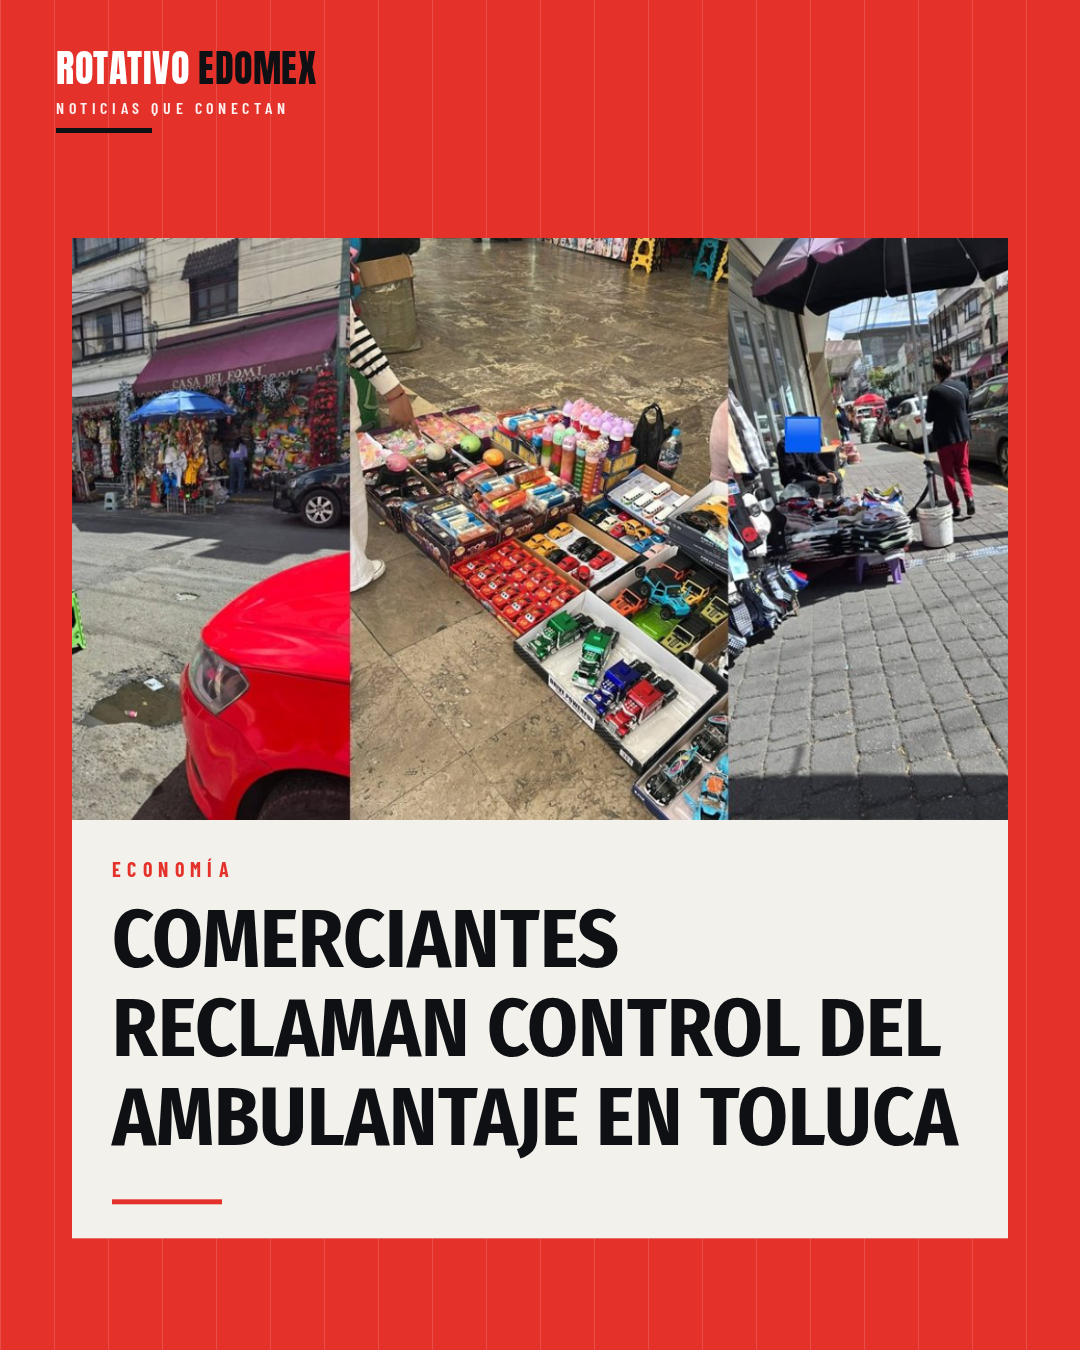 ROTATIVO EDOMEX
NOTICIAS QUE CONECTAN
CASA DEL FOMI
ECONOMÍA
COMERCIANTES
RECLAMAN CONTROL DEL
AMBULANTAJE EN TOLUCA